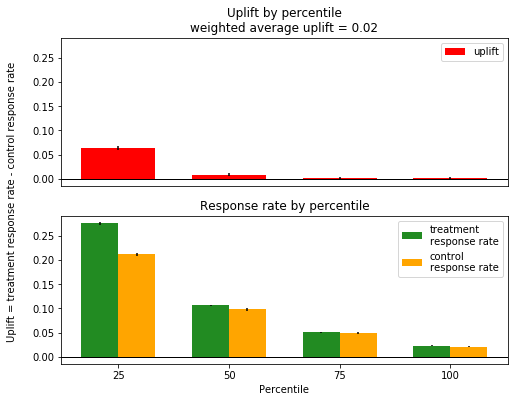 Uplift by percentile
weighted average uplift = 0.02
uplift
0.25
0.20
0.15
0.10
0.05
0.00
Uplift = treatment response rate - control response rate
Response rate by percentile
treatment
response rate
control
response rate
0.25
0.20
0.15
0.10
0.05
0.00
25
50
75
100
Percentile